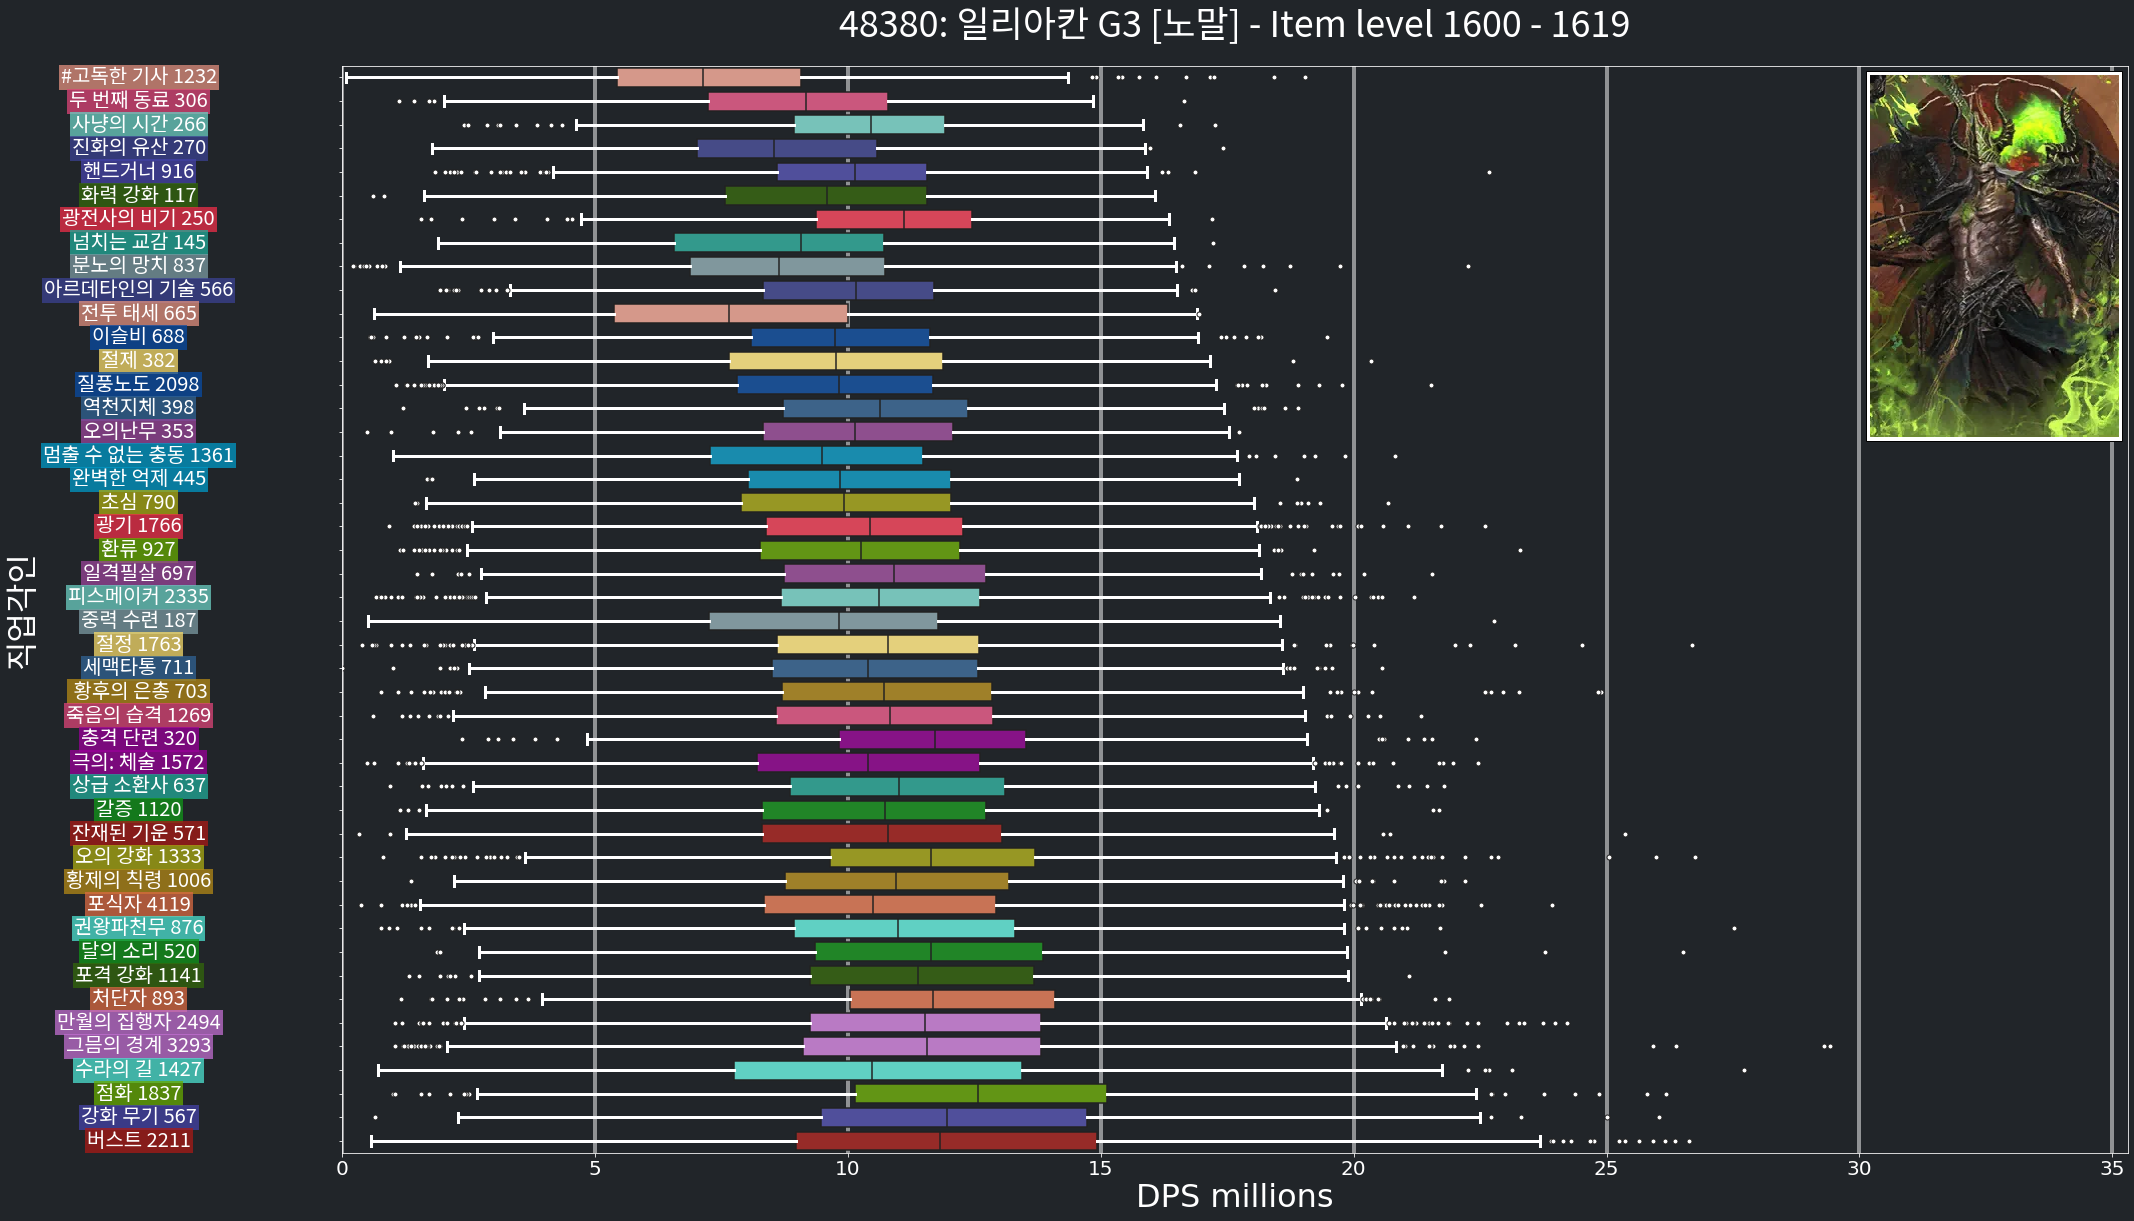 48380: 일리아칸 G3 [노말] - Item level 1600 - 1619
#고독한 기사 1232
두 번째 동료 306
사냥의 시간 266
진화의 유산 270
핸드거너 916
화력 강화 117
광전사의 비기 250
넘치는 교감 145
분노의 망치 837
아르데타인의 기술 566
전투 태세 665
이슬비 688
절제 382
질풍노도 2098
역천지체 398
오의난무 353
멈출 수 없는 충동 1361
완벽한 억제 445
초심 790
광기 1766
환류 927
일격필살 697
피스메이커 2335
중력 수련 187
절정 1763
세맥타통 711
황후의 은총 703
죽음의 습격 1269
충격 단련 320
극의: 체술 1572
상급 소환사 637
갈증 1120
잔재된 기운 571
오의 강화 1333
황제의 칙령 1006
포식자 4119
권왕파천무 876
달의 소리 520
포격 강화 1141
처단자 893
만월의 집행자 2494
그믐의 경계 3293
수라의 길 1427
점화 1837
강화 무기 567
버스트 2211
직업각인
0 5 10 15 20 25 30 35
DPS millions